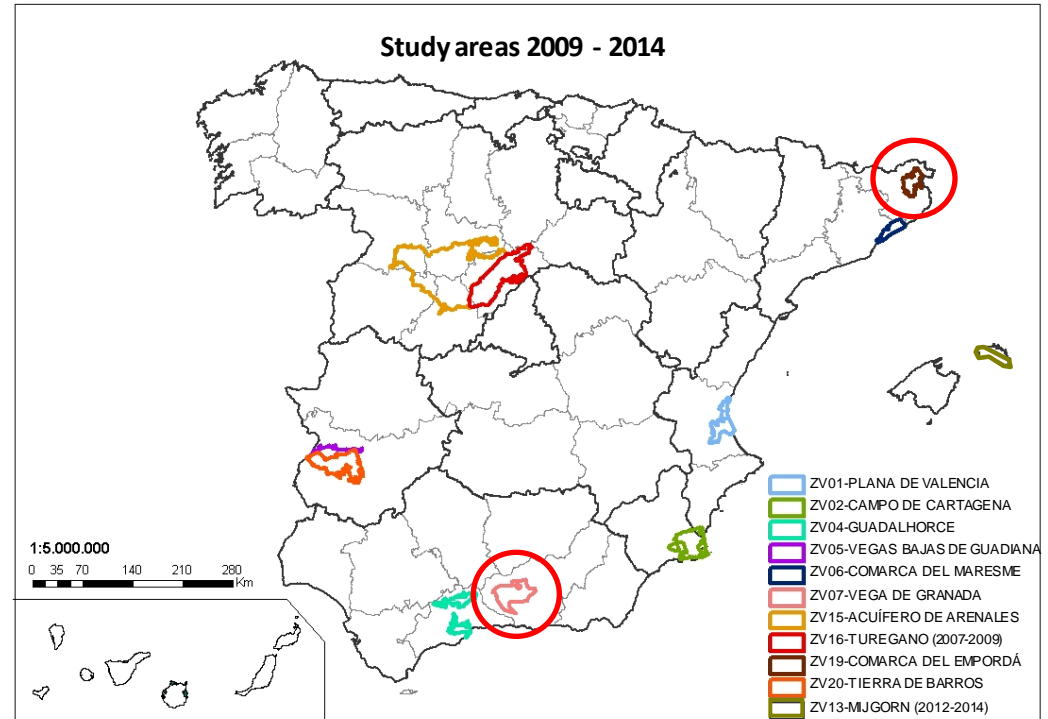 Study areas 2009 - 2014
ZV01-PLANA DE VALENCIA
ZV02-CAMPO DE CARTAGENA
ZV04-GUADALHORCE
ZV05-VEGAS BAJAS DE GUADIANA
ZV06-COMARCA DEL MARESME
ZV07-VEGA DE GRANADA
ZV15-ACUÍFERO DE ARENALES
ZV16-TUREGANO (2007-2009)
ZV19-COMARCA DEL EMPORDÁ
ZV20-TIERRA DE BARROS
ZV13-MIJGORN (2012-2014)
1:5.000.000
0 35 70 140 210 280
Km